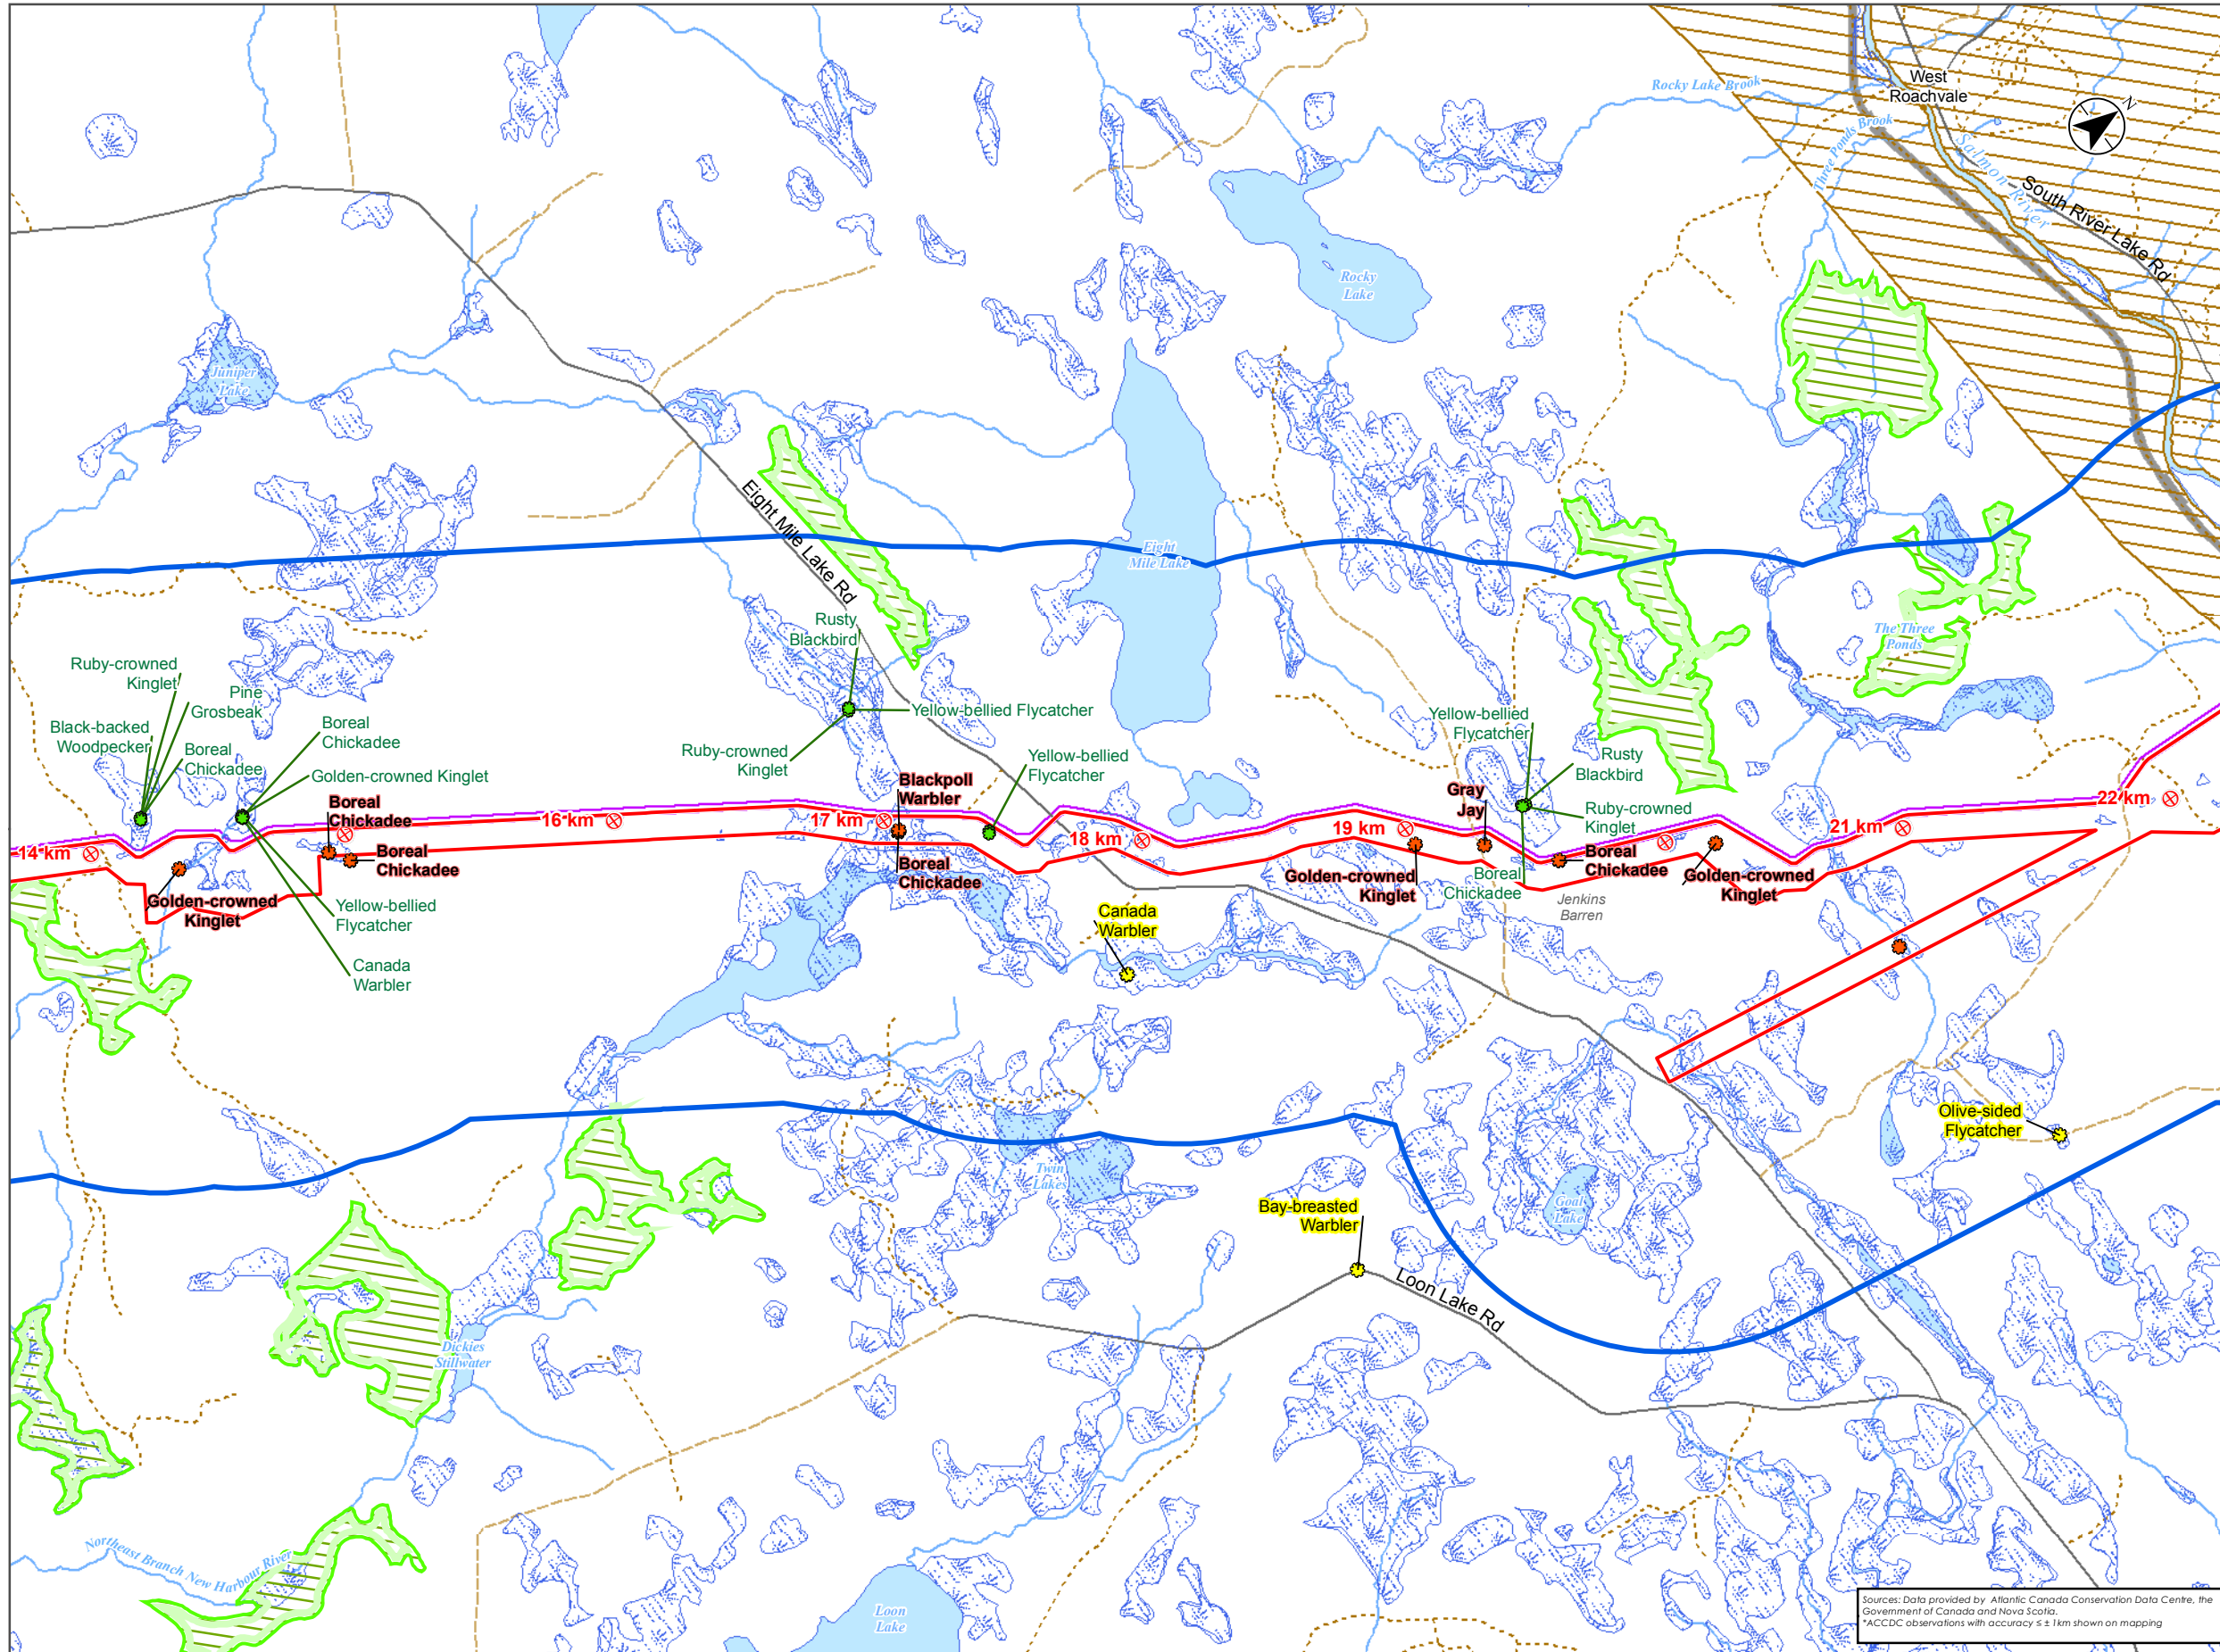 West
Roachvale
N
Rocky Lake Brook
Three Ponds Brook
Salmon River
South River Lake Rd
Rocky
Lake
Juniper
Lake
Eight Mile Lake Rd
Eight
Mile Lake
The Three
Ponds
Rusty
Blackbird
Ruby-crowned
Kinglet
Pine
Grosbeak
Black-backed
Woodpecker
Boreal
Chickadee
Boreal
Chickadee
Golden-crowned Kinglet
Yellow-bellied Flycatcher
Ruby-crowned
Kinglet
Yellow-bellied
Flycatcher
Yellow-bellied
Flycatcher
Rusty
Blackbird
Ruby-crowned
Kinglet
Blackpoll
Warbler
Gray
Jay
Boreal
Chickadee
14 km
16 km
17 km
18 km
19 km
21 km
22 km
Boreal
Chickadee
Boreal
Chickadee
Golden-crowned
Kinglet
Boreal
Chickadee
Boreal
Chickadee
Golden-crowned
Kinglet
Golden-crowned
Kinglet
Jenkins
Barren
Yellow-bellied
Flycatcher
Canada
Warbler
Canada
Warbler
Olive-sided
Flycatcher
Twin
Lakes
Goal
Lake
Bay-breasted
Warbler
Loon Lake Rd
Dickies
Stillwater
Northeast Branch New Harbour River
Loon
Lake
Sources: Data provided by Atlantic Canada Conservation Data Centre, the
Government of Canada and Nova Scotia.
*ACCDC observations with accuracy ≤ ± 1km shown on mapping